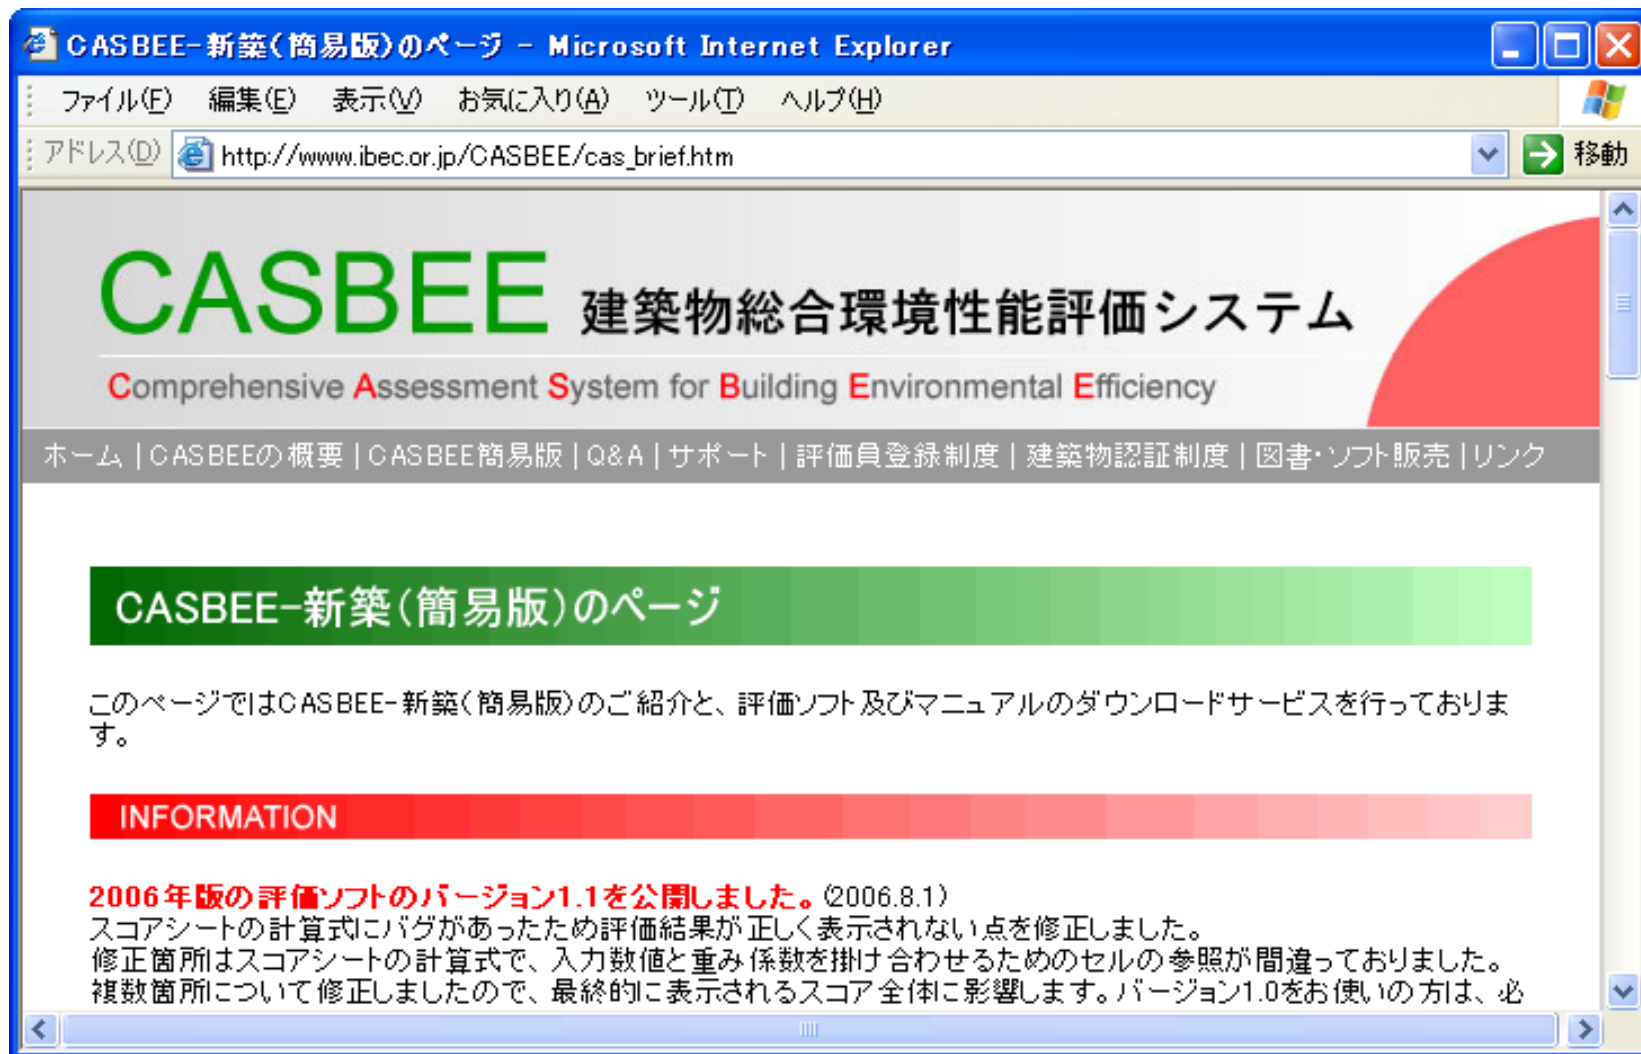 CASBEE-新築(簡易版)のページ - Microsoft Internet Explorer
ファイル(F) 編集(E) 表示(V) お気に入り(A) ツール(T) ヘルプ(H)
アドレス(D) http://www.ibec.or.jp/CASBEE/cas_brief.htm 移動
CASBEE 建築物総合環境性能評価システム
Comprehensive Assessment System for Building Environmental Efficiency
ホーム | CASBEEの概要 | CASBEE簡易版 | Q&A | サポート | 評価員登録制度 | 建築物認証制度 | 図書・ソフト販売 | リンク
CASBEE-新築(簡易版)のページ
このページではCASBEE-新築(簡易版)のご紹介と、評価ソフト及びマニュアルのダウンロードサービスを行っておりま
す。
INFORMATION
2006年版の評価ソフトのバージョン1.1を公開しました。(2006.8.1)
スコアシートの計算式にバグがあったため評価結果が正しく表示されない点を修正しました。
修正箇所はスコアシートの計算式で、入力数値と重み係数を掛け合わせるためのセルの参照が間違っておりました。
複数箇所について修正しましたので、最終的に表示されるスコア全体に影響します。バージョン1.0をお使いの方は、必